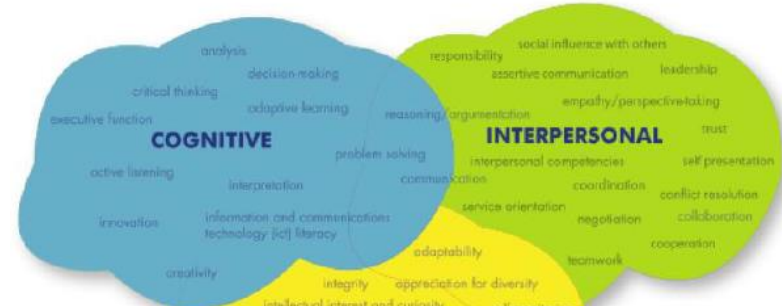 analysis
decision-making
critical thinking
adaptive learning
executive function
COGNITIVE
active listening
interpretation
innovation
information and communications
technology (ict) literacy
creativity
reasoning/argumentation
problem solving
communication
responsibility
social influence with others
assertive communication
leadership
empathy/perspective-taking
trust
INTERPERSONAL
interpersonal competencies
self presentation
coordination
conflict resolution
service orientation
negotiation
collaboration
cooperation
teamwork
adaptability
integrity
appreciation for diversity
intellectual interest and curiosity